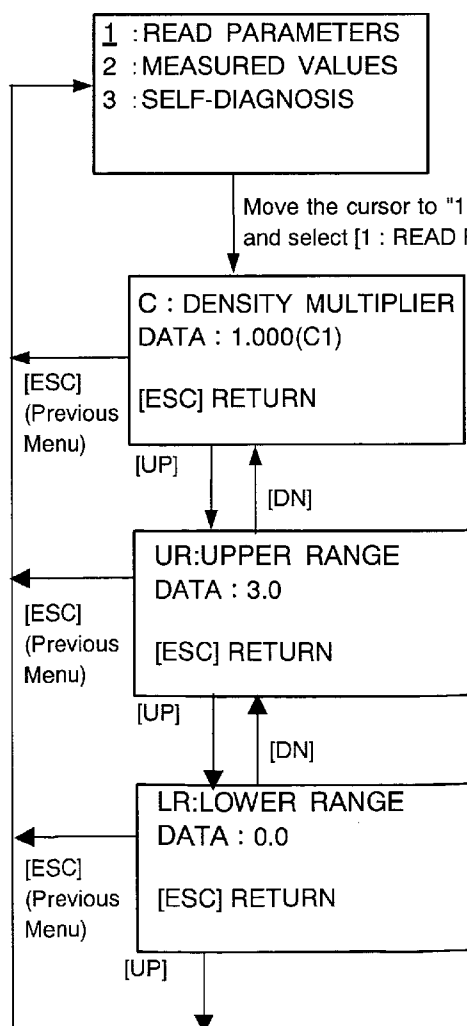 1 :READ PARAMETERS
2 :MEASURED VALUES
3 :SELF-DIAGNOSIS
Move the cursor to "1
and select [1 : READ
C : DENSITY MULTIPLIER
DATA : 1.000(C1)
[ESC] RETURN
[ESC]
(Previous
Menu)
[UP]
[DN]
UR:UPPER RANGE
DATA : 3.0
[ESC] RETURN
[ESC]
(Previous
Menu)
[UP]
[DN]
LR:LOWER RANGE
DATA : 0.0
[ESC] RETURN
[ESC]
(Previous
Menu)
[UP]